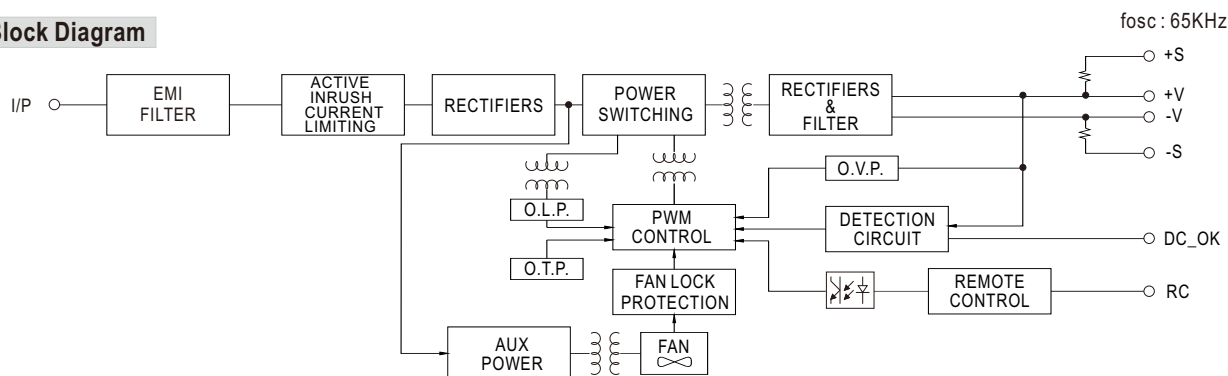 Block Diagram
fosc : 65KHz
+S
I/P
EMI
FILTER
ACTIVE
INRUSH
CURRENT
LIMITING
RECTIFIERS
POWER
SWITCHING
RECTIFIERS
&
FILTER
+V
-V
-S
O.V.P.
O.L.P.
PWM
CONTROL
DETECTION
CIRCUIT
DC_OK
O.T.P.
FAN LOCK
PROTECTION
REMOTE
CONTROL
RC
AUX
POWER
FAN